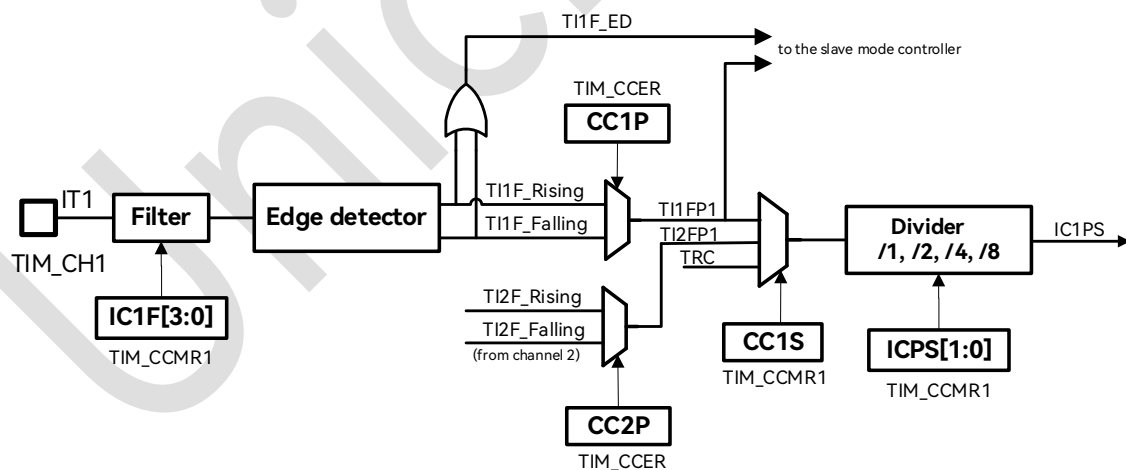 TI1F_ED
to the slave mode controller
TIM_CCER
CC1P
IT1
Filter
Edge detector
TI1F_Rising
TI1F_Falling
TI1FP1
TI2FP1
TRC
Divider
/1, /2, /4, /8
IC1PS
TIM_CH1
IC1F[3:0]
TIM_CCMR1
TI2F_Rising
TI2F_Falling
(from channel 2)
CC1S
TIM_CCMR1
ICPS[1:0]
TIM_CCMR1
CC2P
TIM_CCER
Unic